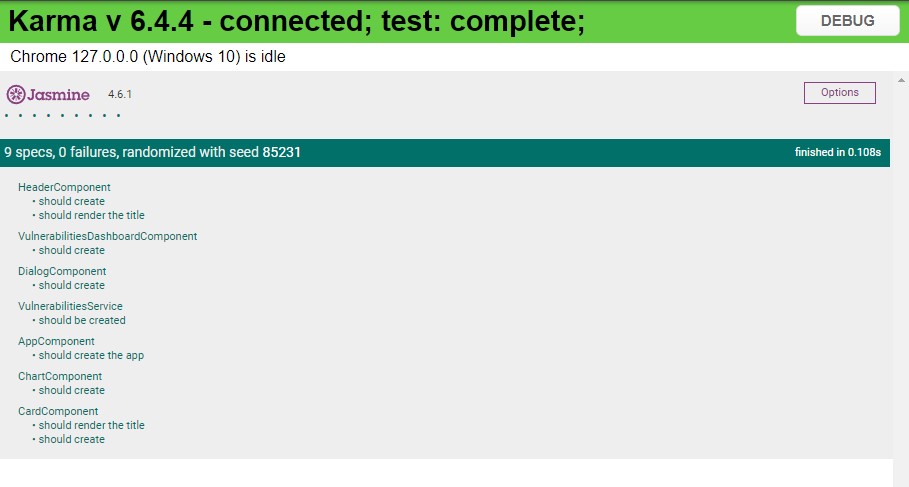 Karma v 6.4.4 - connected; test: complete;
DEBUG
Chrome 127.0.0.0 (Windows 10) is idle
Jasmine 4.6.1
Options
• • • • • • • • •
9 specs, 0 failures, randomized with seed 85231
finished in 0.108s
HeaderComponent
• should create
• should render the title
VulnerabilitiesDashboardComponent
• should create
DialogComponent
• should create
VulnerabilitiesService
• should be created
AppComponent
• should create the app
ChartComponent
• should create
CardComponent
• should render the title
• should create